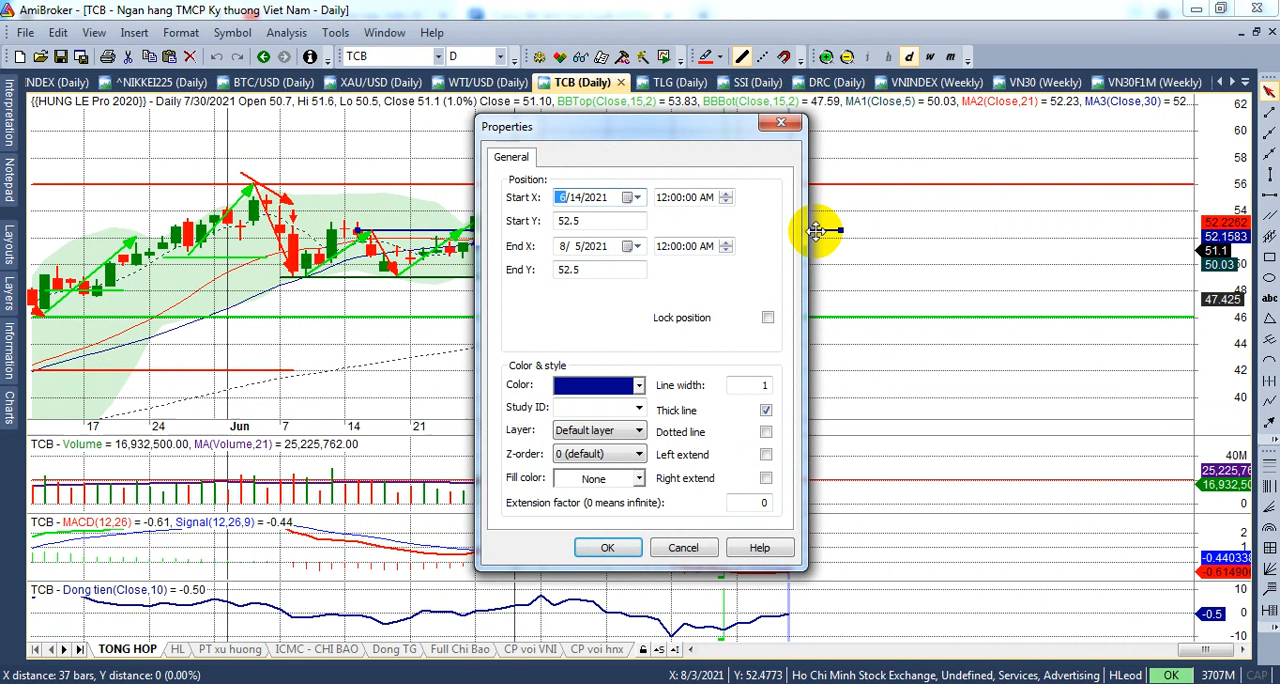 AmiBroker - [TCB - Ngan hang TMCP Ky thuong Viet Nam - Daily]
File Edit View Insert Format Symbol Analysis Tools Window Help
TCB D i h d w m
INDEX (Daily) ^NIKKEI225 (Daily) BTC/USD (Daily) XAU/USD (Daily) WTI/USD (Daily) TCB (Daily) TLG (Daily) SSI (Daily) DRC (Daily) VNINDEX (Weekly) VN30 (Weekly) VN30F1M (Weekly)
{{HUNG LE Pro 2020}} - Daily 7/30/2021 Open 50.7, Hi 51.6, Lo 50.5, Close 51.1 (1.0%) Close = 51.10, BBTop(Close,15,2) = 53.83, BBBot(Close,15,2) = 47.59, MA1(Close,5) = 50.03, MA2(Close,21) = 52.23, MA3(Close,30) = 52...
Interpretation
Notepad
Layouts
Layers
Information
Charts
Properties
General
Position:
Start X: 6/14/2021 12:00:00 AM
Start Y: 52.5
End X: 8/ 5/2021 12:00:00 AM
End Y: 52.5
Lock position
Color & style
Color: Line width: 1
Study ID: Thick line
Layer: Default layer Dotted line
Z-order: 0 (default) Left extend
Fill color: None Right extend
Extension factor (0 means infinite): 0
OK Cancel Help
62
60
58
56
54
52.2262
52.1583
51.1
50.03
50
48
47.425
46
44
42
40
abc
17 24 Jun 7 14 21
TCB - Volume = 16,932,500.00, MA(Volume,21) = 25,225,762.00
40M
25,225,76
16,932,50
0
TCB - MACD(12,26) = -0.61, Signal(12,26,9) = -0.44
2
1
-0.440338
-0.614900
TCB - Dong tien(Close,10) = -0.50
10
0
-0.5
-10
TONG HOP HL PT xu huong ICMC - CHI BAO Dong TG Full Chi Bao CP voi VNI CP voi hnx
X distance: 37 bars, Y distance: 0 (0.00%) X: 8/3/2021 Y: 52.4773 Ho Chi Minh Stock Exchange, Undefined, Services, Advertising HLeod OK 3707M CAP